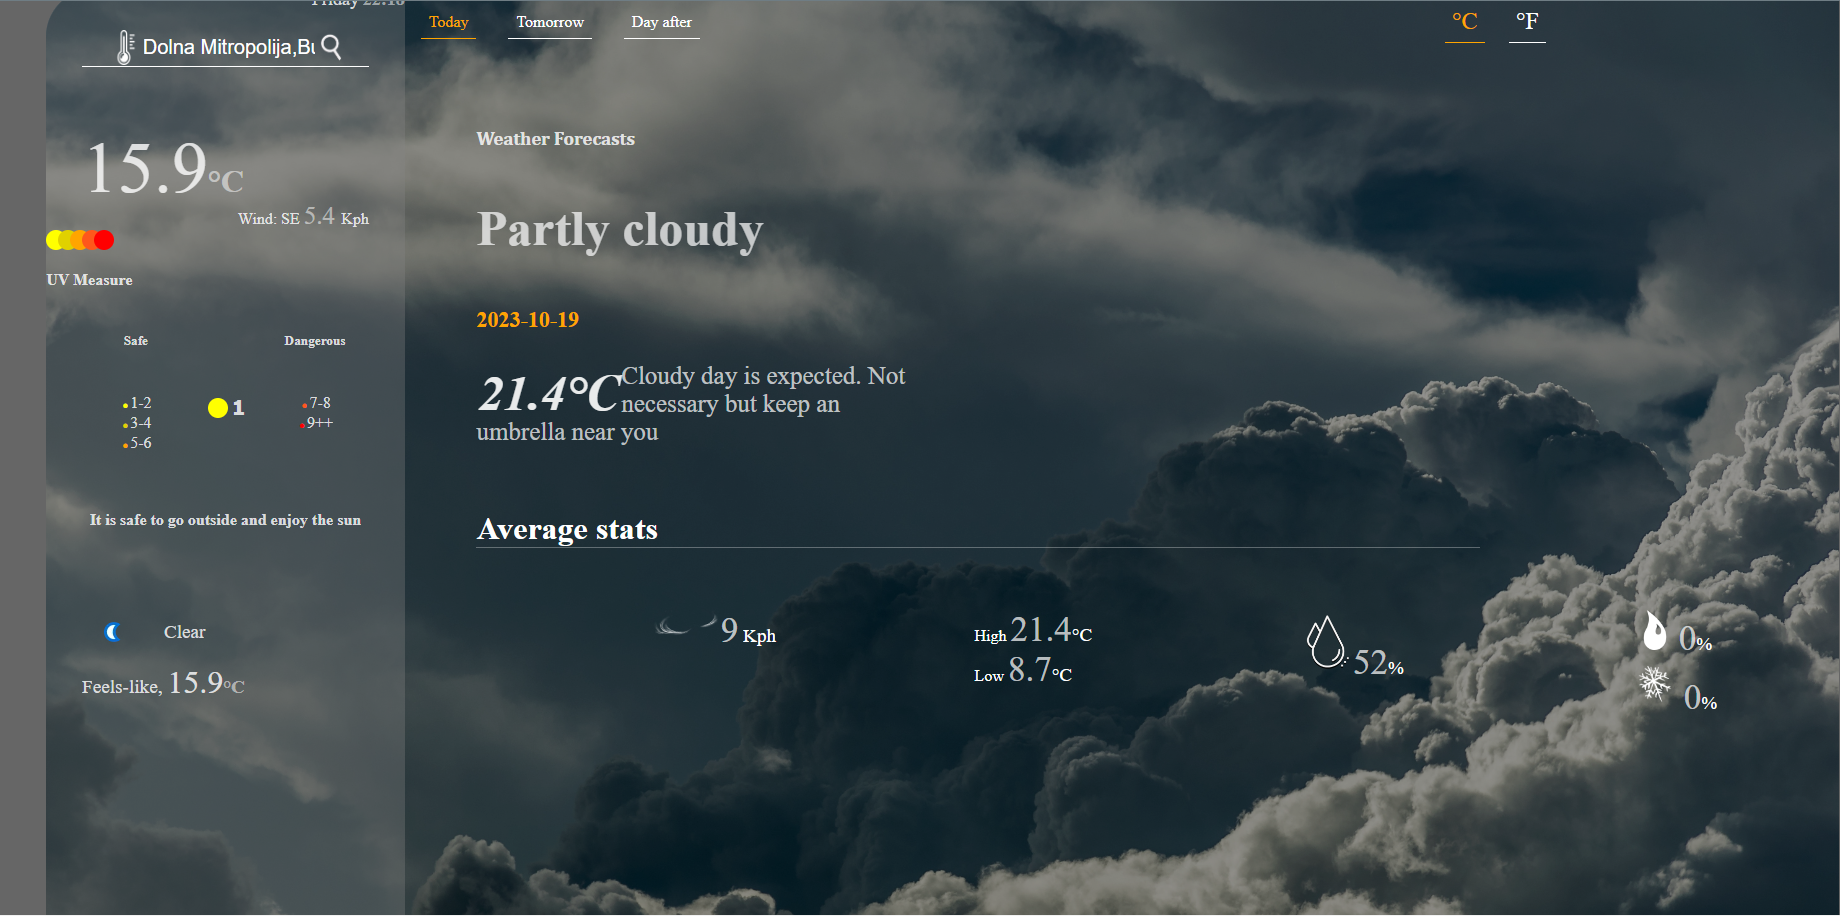 Friday 22:18
Dolna Mitropolija,Bu
15.9°C
Wind: SE 5.4 Kph
UV Measure
Safe
Dangerous
1-2
3-4
5-6
1
7-8
9++
It is safe to go outside and enjoy the sun
Clear
Feels-like, 15.9°C
Today
Tomorrow
Day after
°C
°F
Weather Forecasts
Partly cloudy
2023-10-19
21.4°C
Cloudy day is expected. Not
necessary but keep an
umbrella near you
Average stats
9 Kph
High 21.4°C
Low 8.7°C
52%
0%
0%